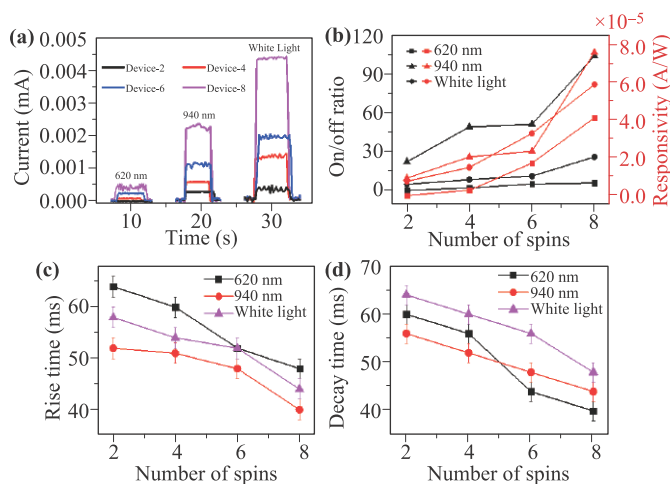 (a)
0.005
0.004
0.003
0.002
0.001
0.000
Current (mA)
White Light
Device-2
Device-4
Device-6
Device-8
940 nm
620 nm
10
20
30
Time (s)
(b)
×10⁻⁵
120
90
60
30
0
On/off ratio
620 nm
940 nm
White light
8.0
6.0
4.0
2.0
0.0
Responsivity (A/W)
2
4
6
8
Number of spins
(c)
60
50
40
Rise time (ms)
620 nm
940 nm
White light
2
4
6
8
Number of spins
(d)
70
60
50
40
Decay time (ms)
620 nm
940 nm
White light
2
4
6
8
Number of spins